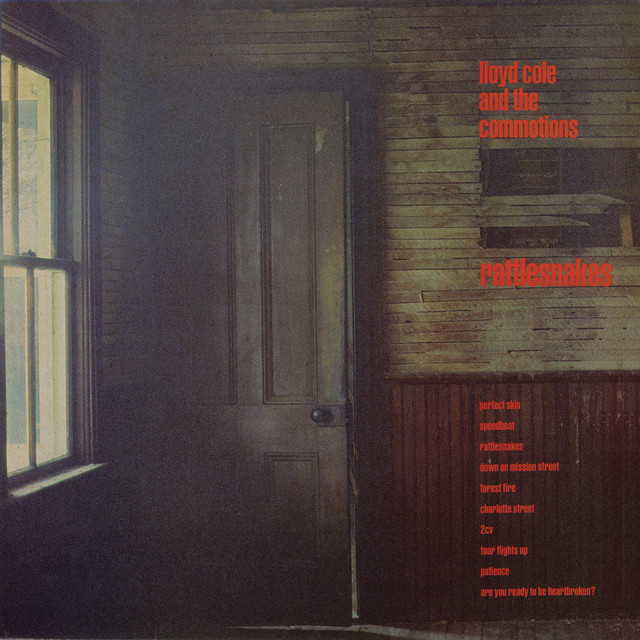 lloyd cole
and the
commotions
rattlesnakes
perfect skin
speedboat
rattlesnakes
down on mission street
forest fire
charlotte street
2cv
four flights up
patience
are you ready to be heartbroken?